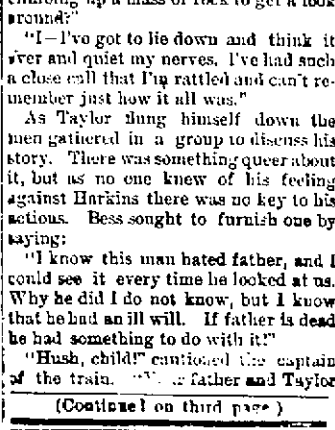 climbing up a mass of rock to get a look
around?"
"I—I've got to lie down and think it
over and quiet my nerves. I've had such
a close call that I'm rattled and can't re-
member just how it all was."
As Taylor flung himself down the
men gathered in a group to discuss his
story. There was something queer about
it, but as no one knew of his feeling
against Harkins there was no key to his
actions. Bess sought to furnish one by
saying:
"I know this man hated father, and I
could see it every time he looked at us.
Why he did I do not know, but I know
that he had an ill will. If father is dead
he had something to do with it!"
"Hush, child!" cautioned the captain
of the train. father and Taylor
(Continued on third page.)